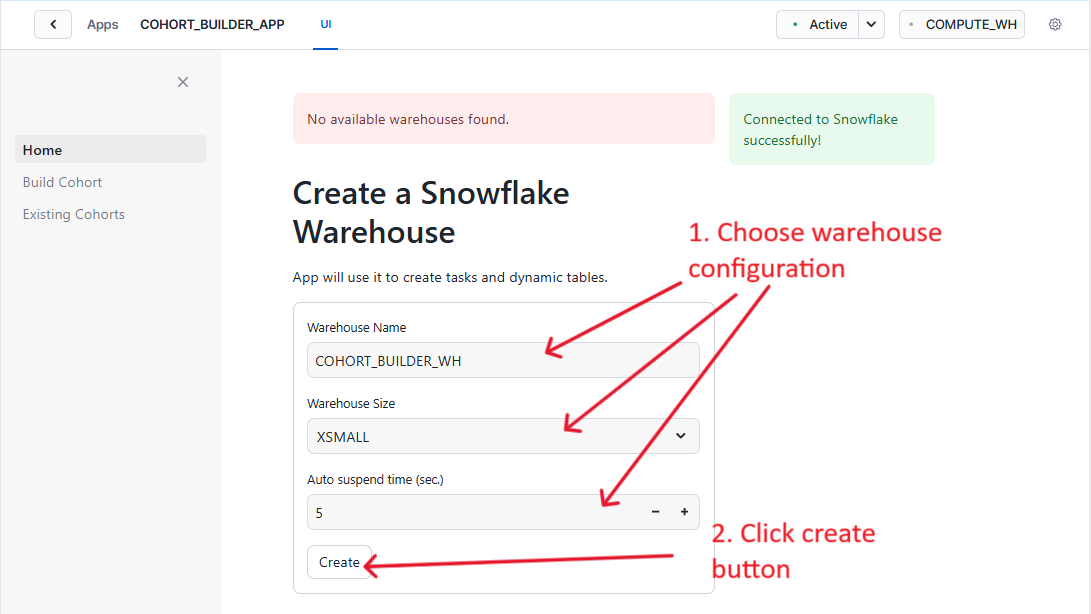 Apps COHORT_BUILDER_APP UI Active COMPUTE_WH
Home
Build Cohort
Existing Cohorts
No available warehouses found.
Connected to Snowflake
successfully!
Create a Snowflake
Warehouse
App will use it to create tasks and dynamic tables.
1. Choose warehouse
configuration
Warehouse Name
COHORT_BUILDER_WH
Warehouse Size
XSMALL
Auto suspend time (sec.)
5 − +
Create
2. Click create
button